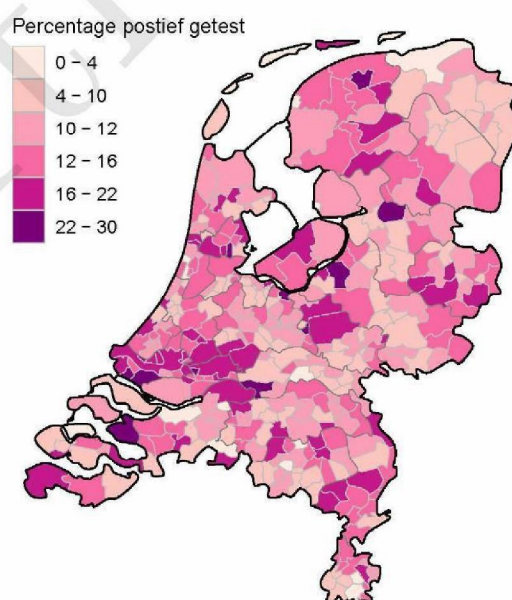 Percentage postief getest
0 – 4
4 – 10
10 – 12
12 – 16
16 – 22
22 – 30